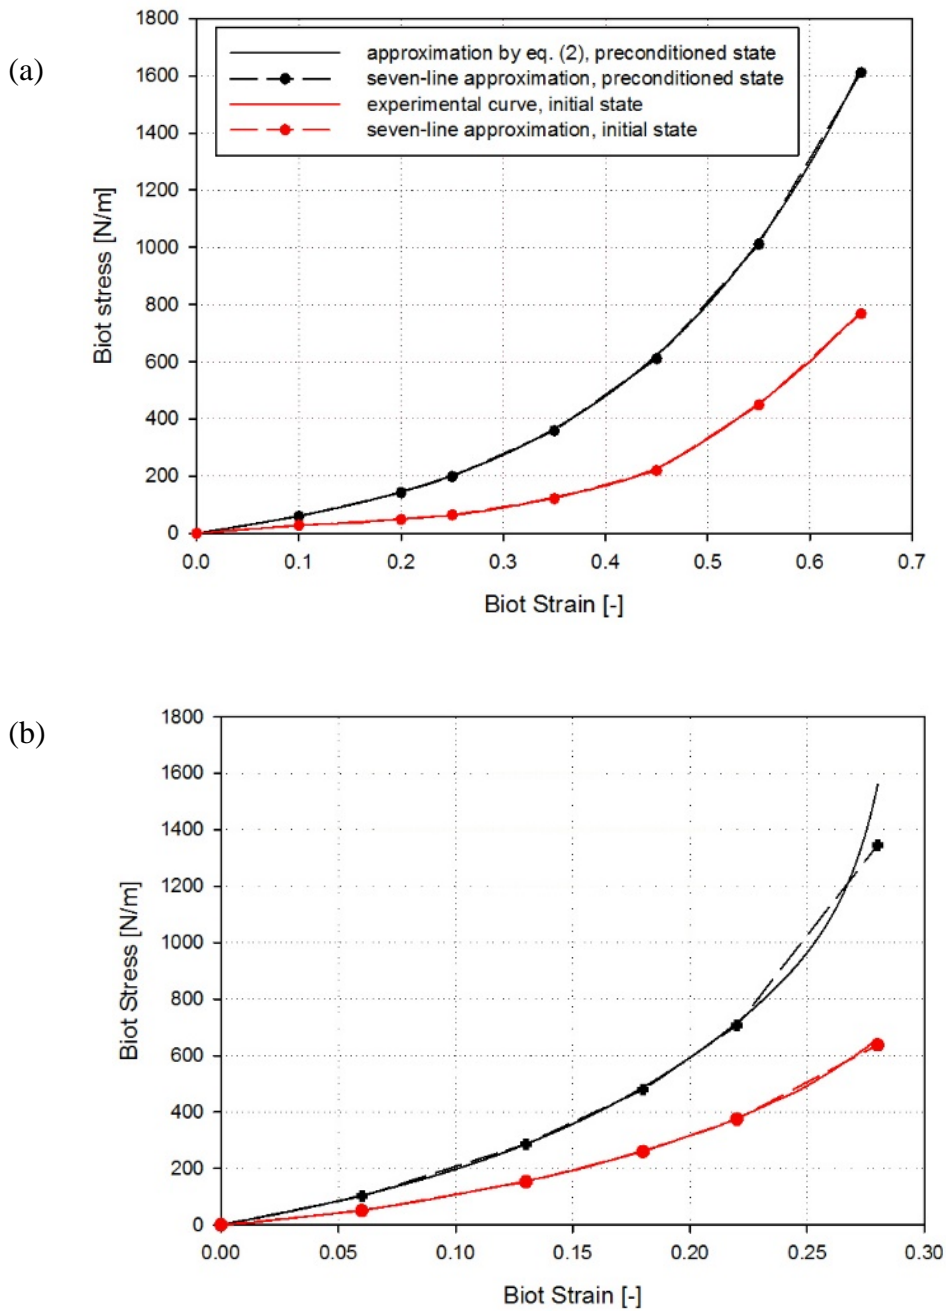 (a)
1800
1600
1400
1200
1000
800
600
400
200
0
Biot stress [N/m]
approximation by eq. (2), preconditioned state
seven-line approximation, preconditioned state
experimental curve, initial state
seven-line approximation, initial state
0.0 0.1 0.2 0.3 0.4 0.5 0.6 0.7
Biot Strain [-]
(b)
1800
1600
1400
1200
1000
800
600
400
200
0
Biot Stress [N/m]
0.00 0.05 0.10 0.15 0.20 0.25 0.30
Biot Strain [-]